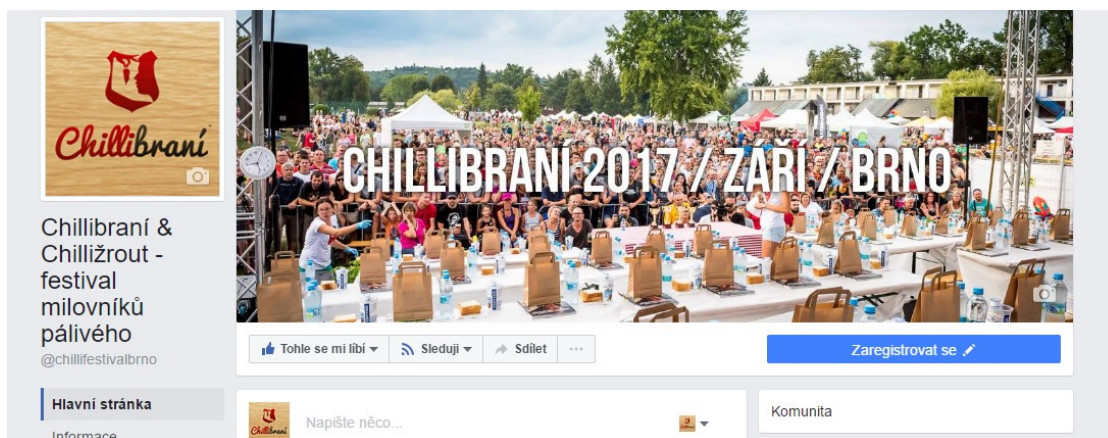 Chillibraní
Chillibraní &
Chilližrout -
festival
milovníků
pálivého
@chillifestivalbrno
Hlavní stránka
Informace
CHILLIBRANÍ 2017 // ZÁŘÍ / BRNO
Tohle se mi líbí
Sleduji
Sdílet
...
Zaregistrovat se
Chillibraní
Napište něco...
Komunita